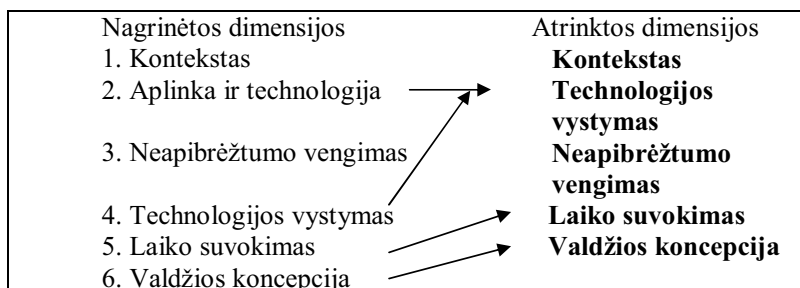 Nagrinėtos dimensijos Atrinktos dimensijos
1. Kontekstas Kontekstas
2. Aplinka ir technologija Technologijos
vystymas
3. Neapibrėžtumo vengimas Neapibrėžtumo
vengimas
4. Technologijos vystymas Laiko suvokimas
5. Laiko suvokimas Valdžios koncepcija
6. Valdžios koncepcija